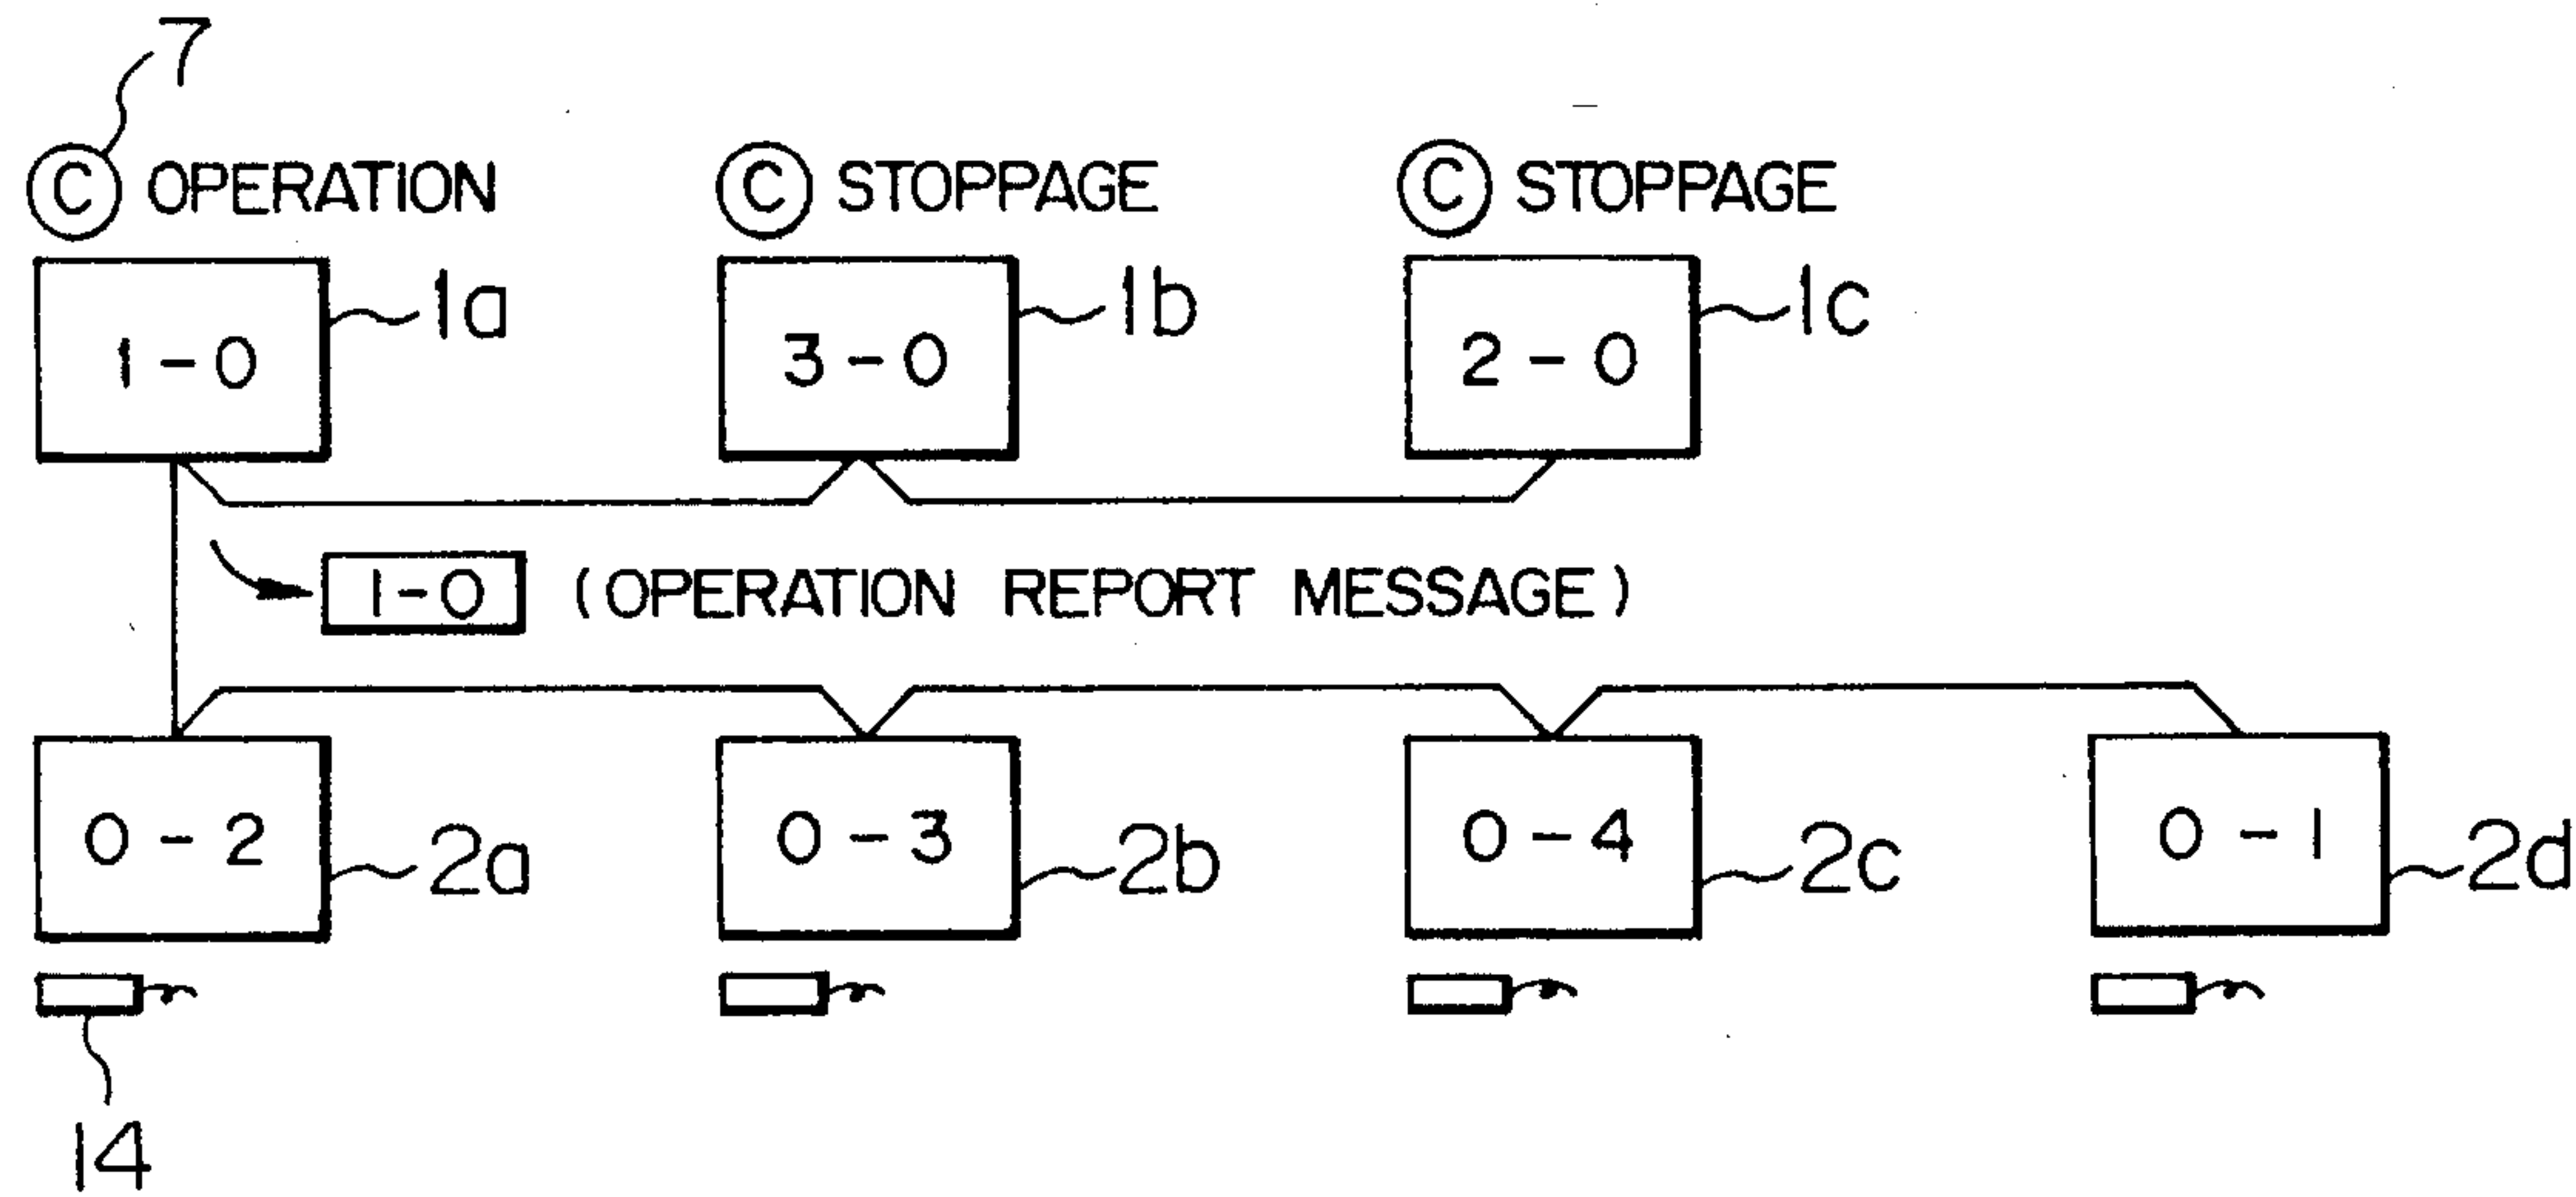 7
C OPERATION C STOPPAGE C STOPPAGE
1a 1b 1c
1-0 3-0 2-0
1-0 (OPERATION REPORT MESSAGE)
0-2 0-3 0-4 0-1
2a 2b 2c 2d
14